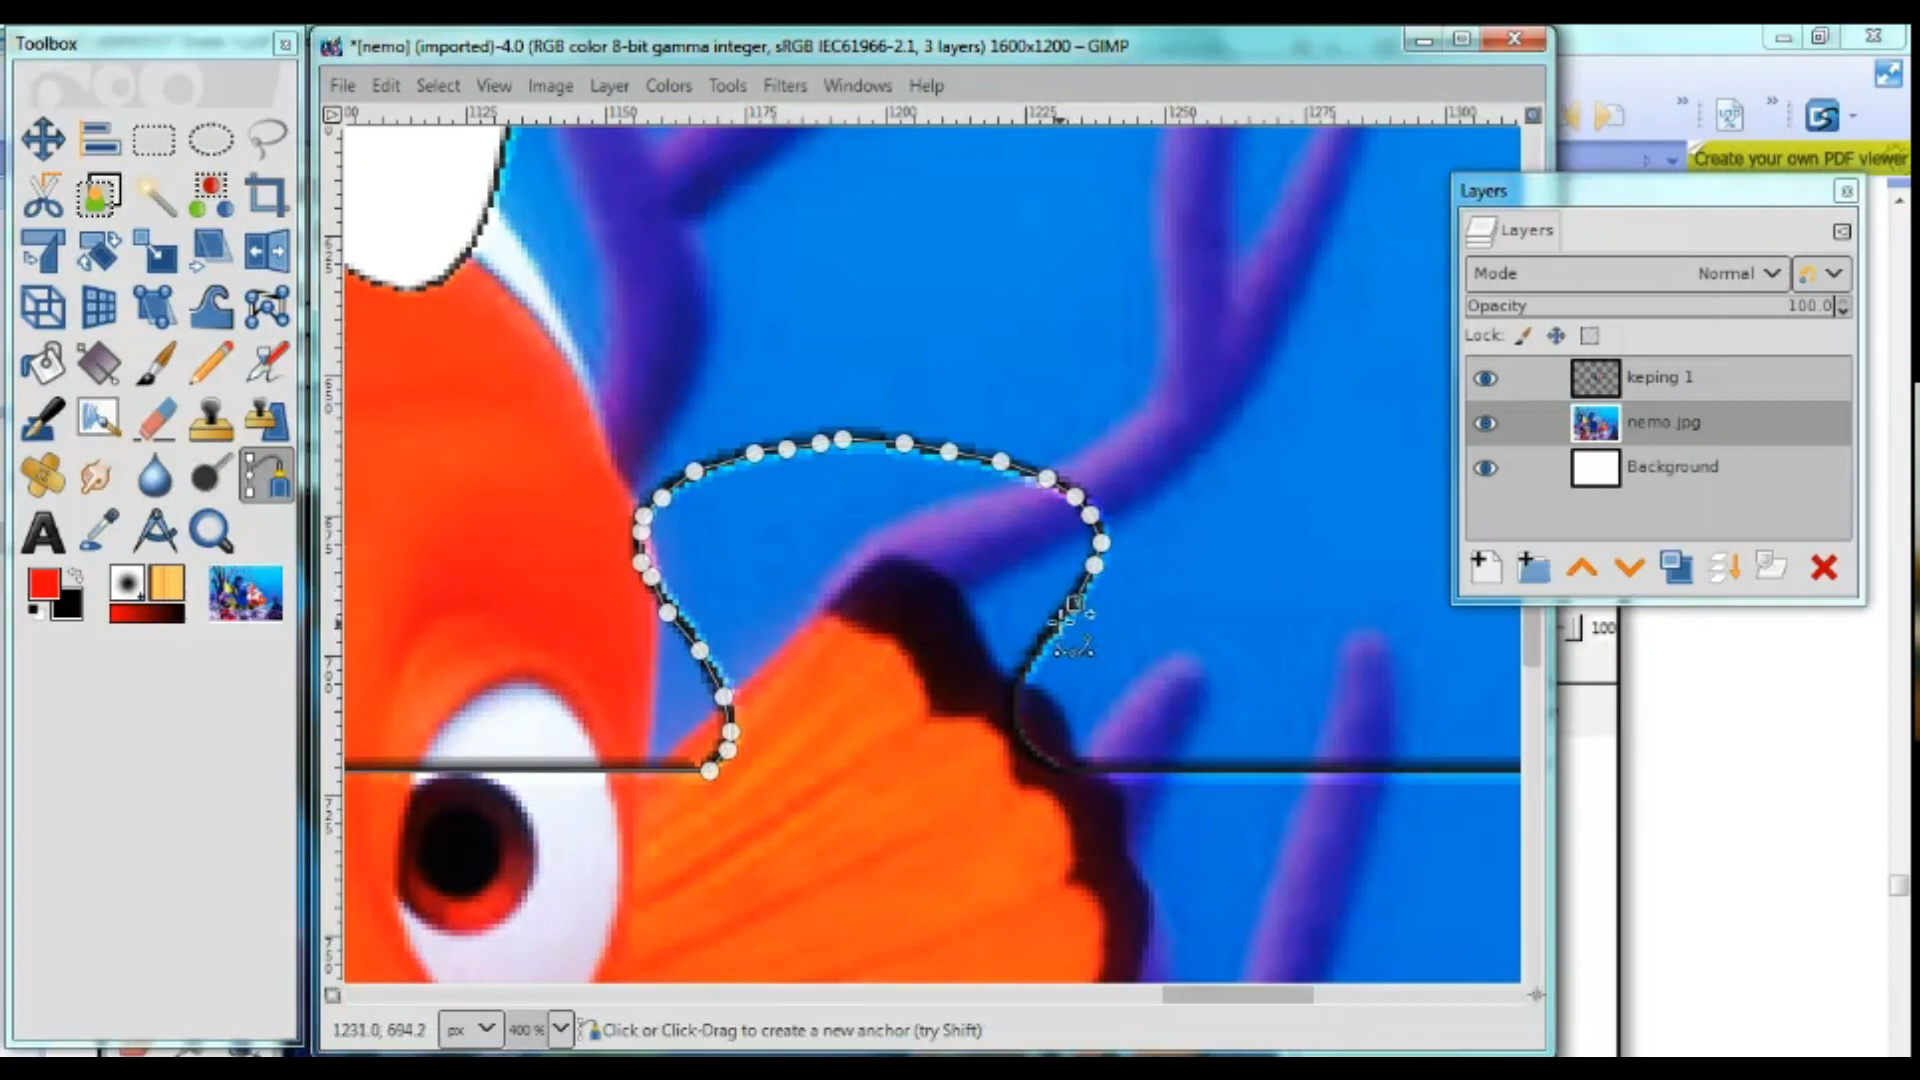 Toolbox
*[nemo] (imported)-4.0 (RGB color 8-bit gamma integer, sRGB IEC61966-2.1, 3 layers) 1600x1200 – GIMP
File Edit Select View Image Layer Colors Tools Filters Windows Help
1125 1150 1175 1200 1225 1250 1275 1300
Create your own PDF viewer
Layers
Layers
Mode Normal
Opacity 100.0
Lock:
keping 1
nemo.jpg
Background
100
1231.0, 694.2 px 400 % Click or Click-Drag to create a new anchor (try Shift)